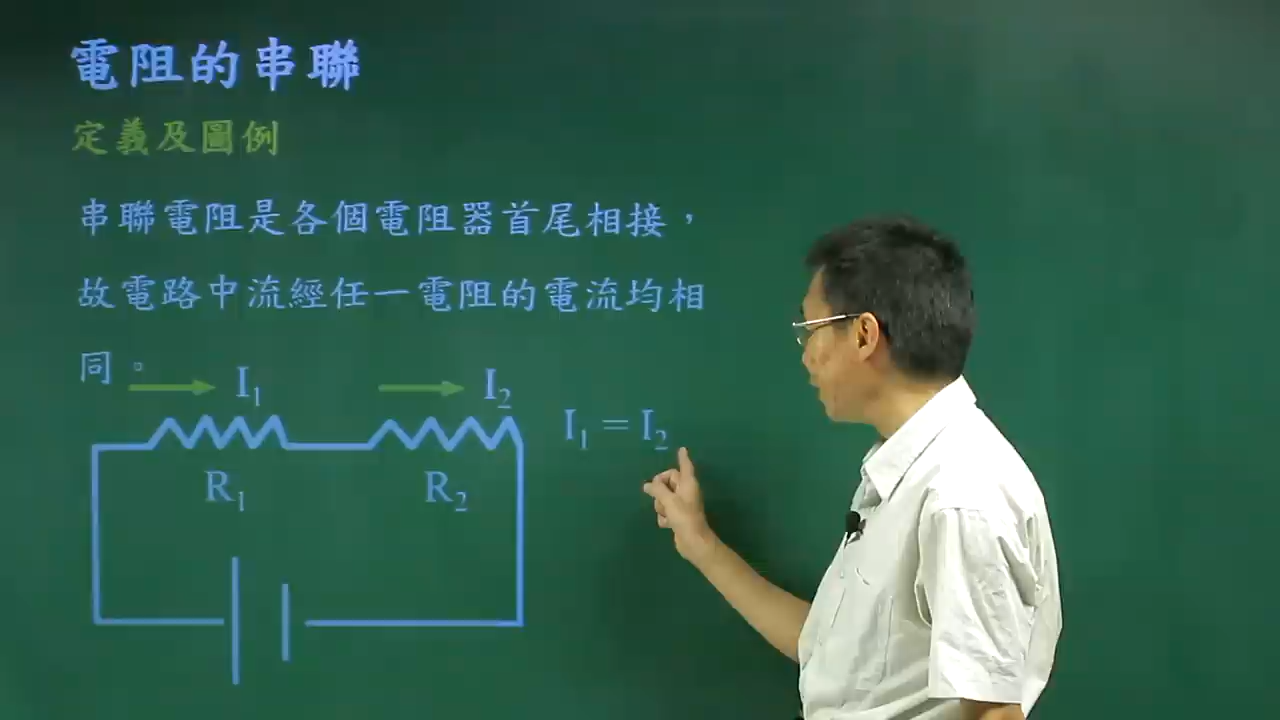 電阻的串聯
定義及圖例
串聯電阻是各個電阻器首尾相接，
故電路中流經任一電阻的電流均相
同。
I₁ I₂
I₁ = I₂
R₁ R₂